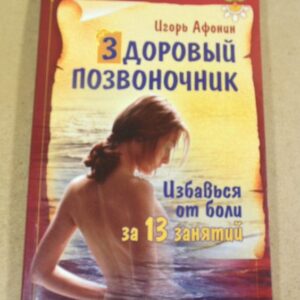 Игорь Афонин
Здоровый
позвоночник
Избавься
от боли
за 13 занятий